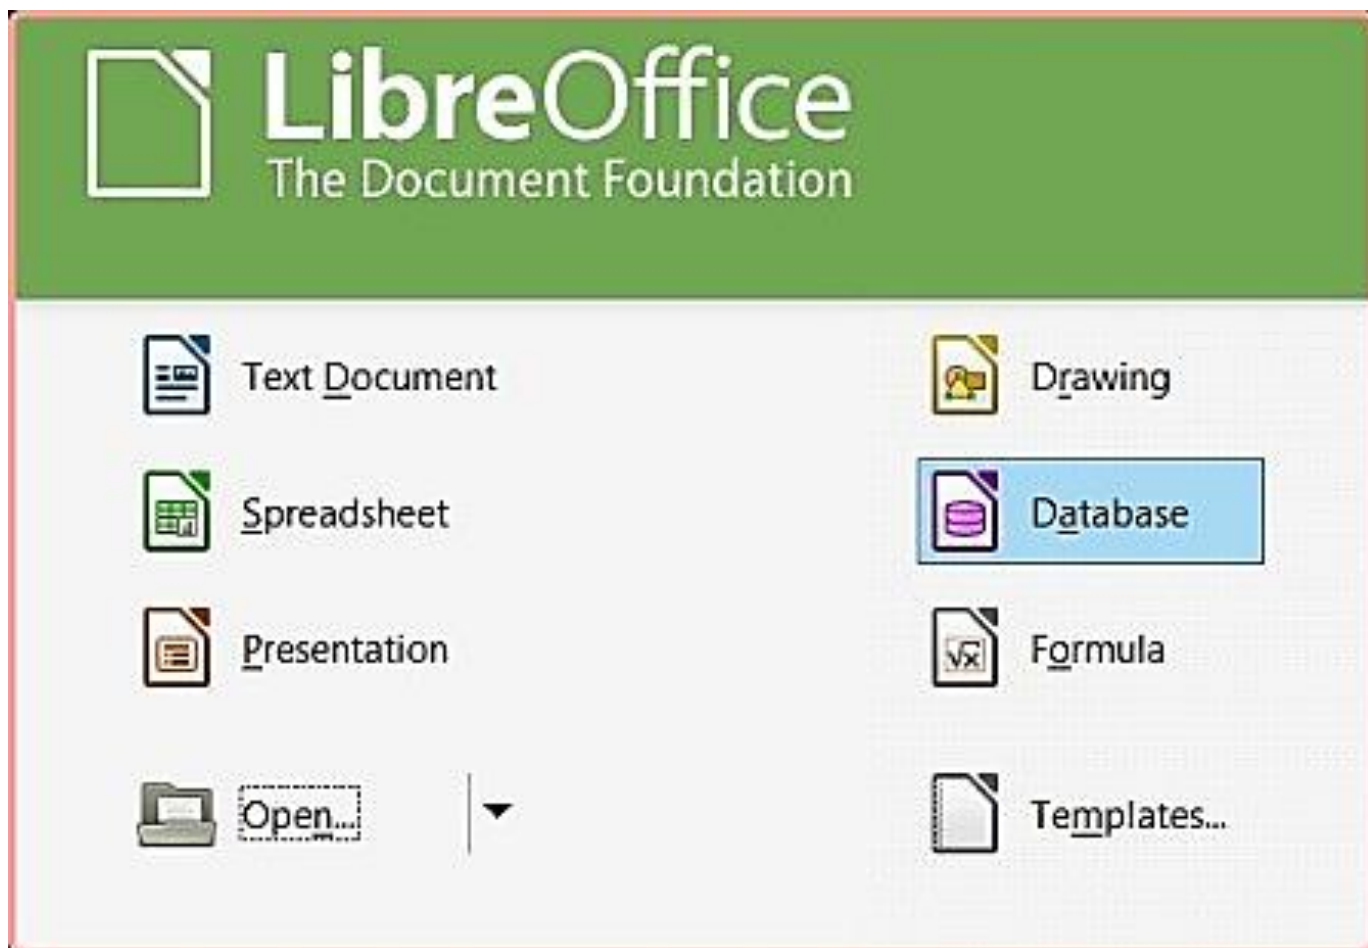 LibreOffice
The Document Foundation
Text Document
Drawing
Spreadsheet
Database
Presentation
Formula
Open...
Templates...